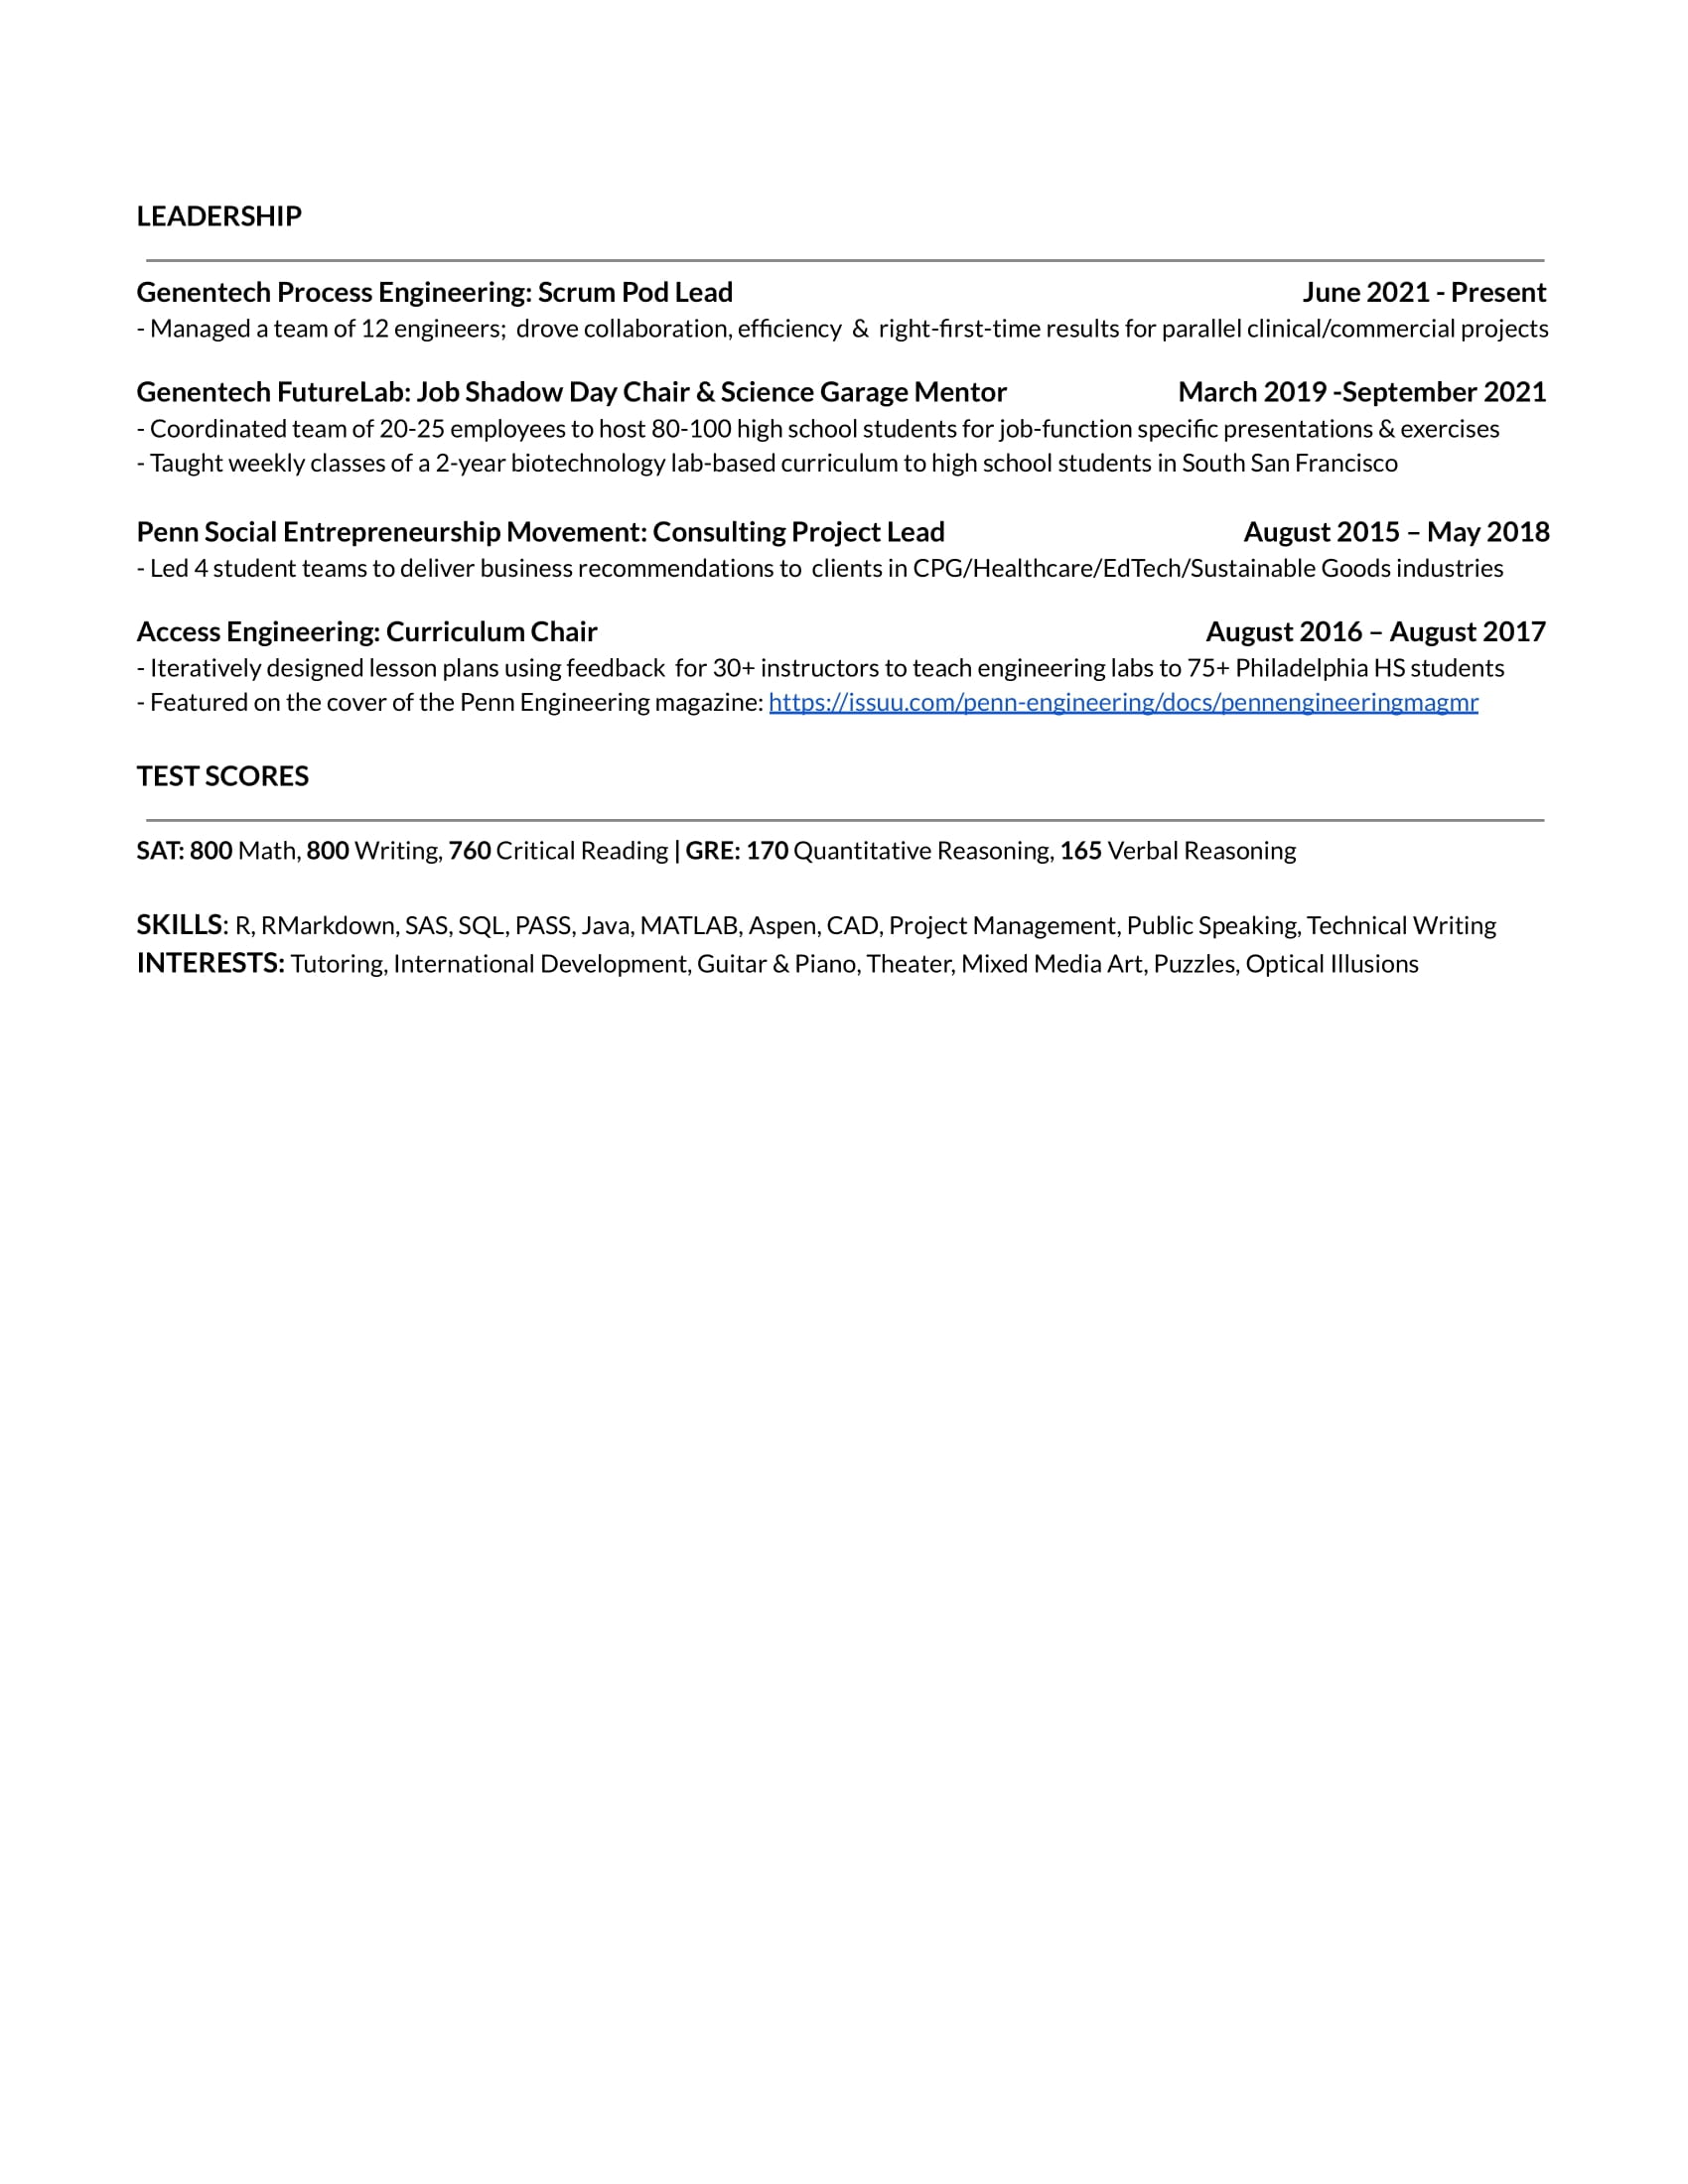 LEADERSHIP
Genentech Process Engineering: Scrum Pod Lead June 2021 - Present
- Managed a team of 12 engineers; drove collaboration, efficiency & right-first-time results for parallel clinical/commercial projects
Genentech FutureLab: Job Shadow Day Chair & Science Garage Mentor March 2019 -September 2021
- Coordinated team of 20-25 employees to host 80-100 high school students for job-function specific presentations & exercises
- Taught weekly classes of a 2-year biotechnology lab-based curriculum to high school students in South San Francisco
Penn Social Entrepreneurship Movement: Consulting Project Lead August 2015 – May 2018
- Led 4 student teams to deliver business recommendations to clients in CPG/Healthcare/EdTech/Sustainable Goods industries
Access Engineering: Curriculum Chair August 2016 – August 2017
- Iteratively designed lesson plans using feedback for 30+ instructors to teach engineering labs to 75+ Philadelphia HS students
- Featured on the cover of the Penn Engineering magazine: https://issuu.com/penn-engineering/docs/pennengineeringmagmr
TEST SCORES
SAT: 800 Math, 800 Writing, 760 Critical Reading | GRE: 170 Quantitative Reasoning, 165 Verbal Reasoning
SKILLS: R, RMarkdown, SAS, SQL, PASS, Java, MATLAB, Aspen, CAD, Project Management, Public Speaking, Technical Writing
INTERESTS: Tutoring, International Development, Guitar & Piano, Theater, Mixed Media Art, Puzzles, Optical Illusions